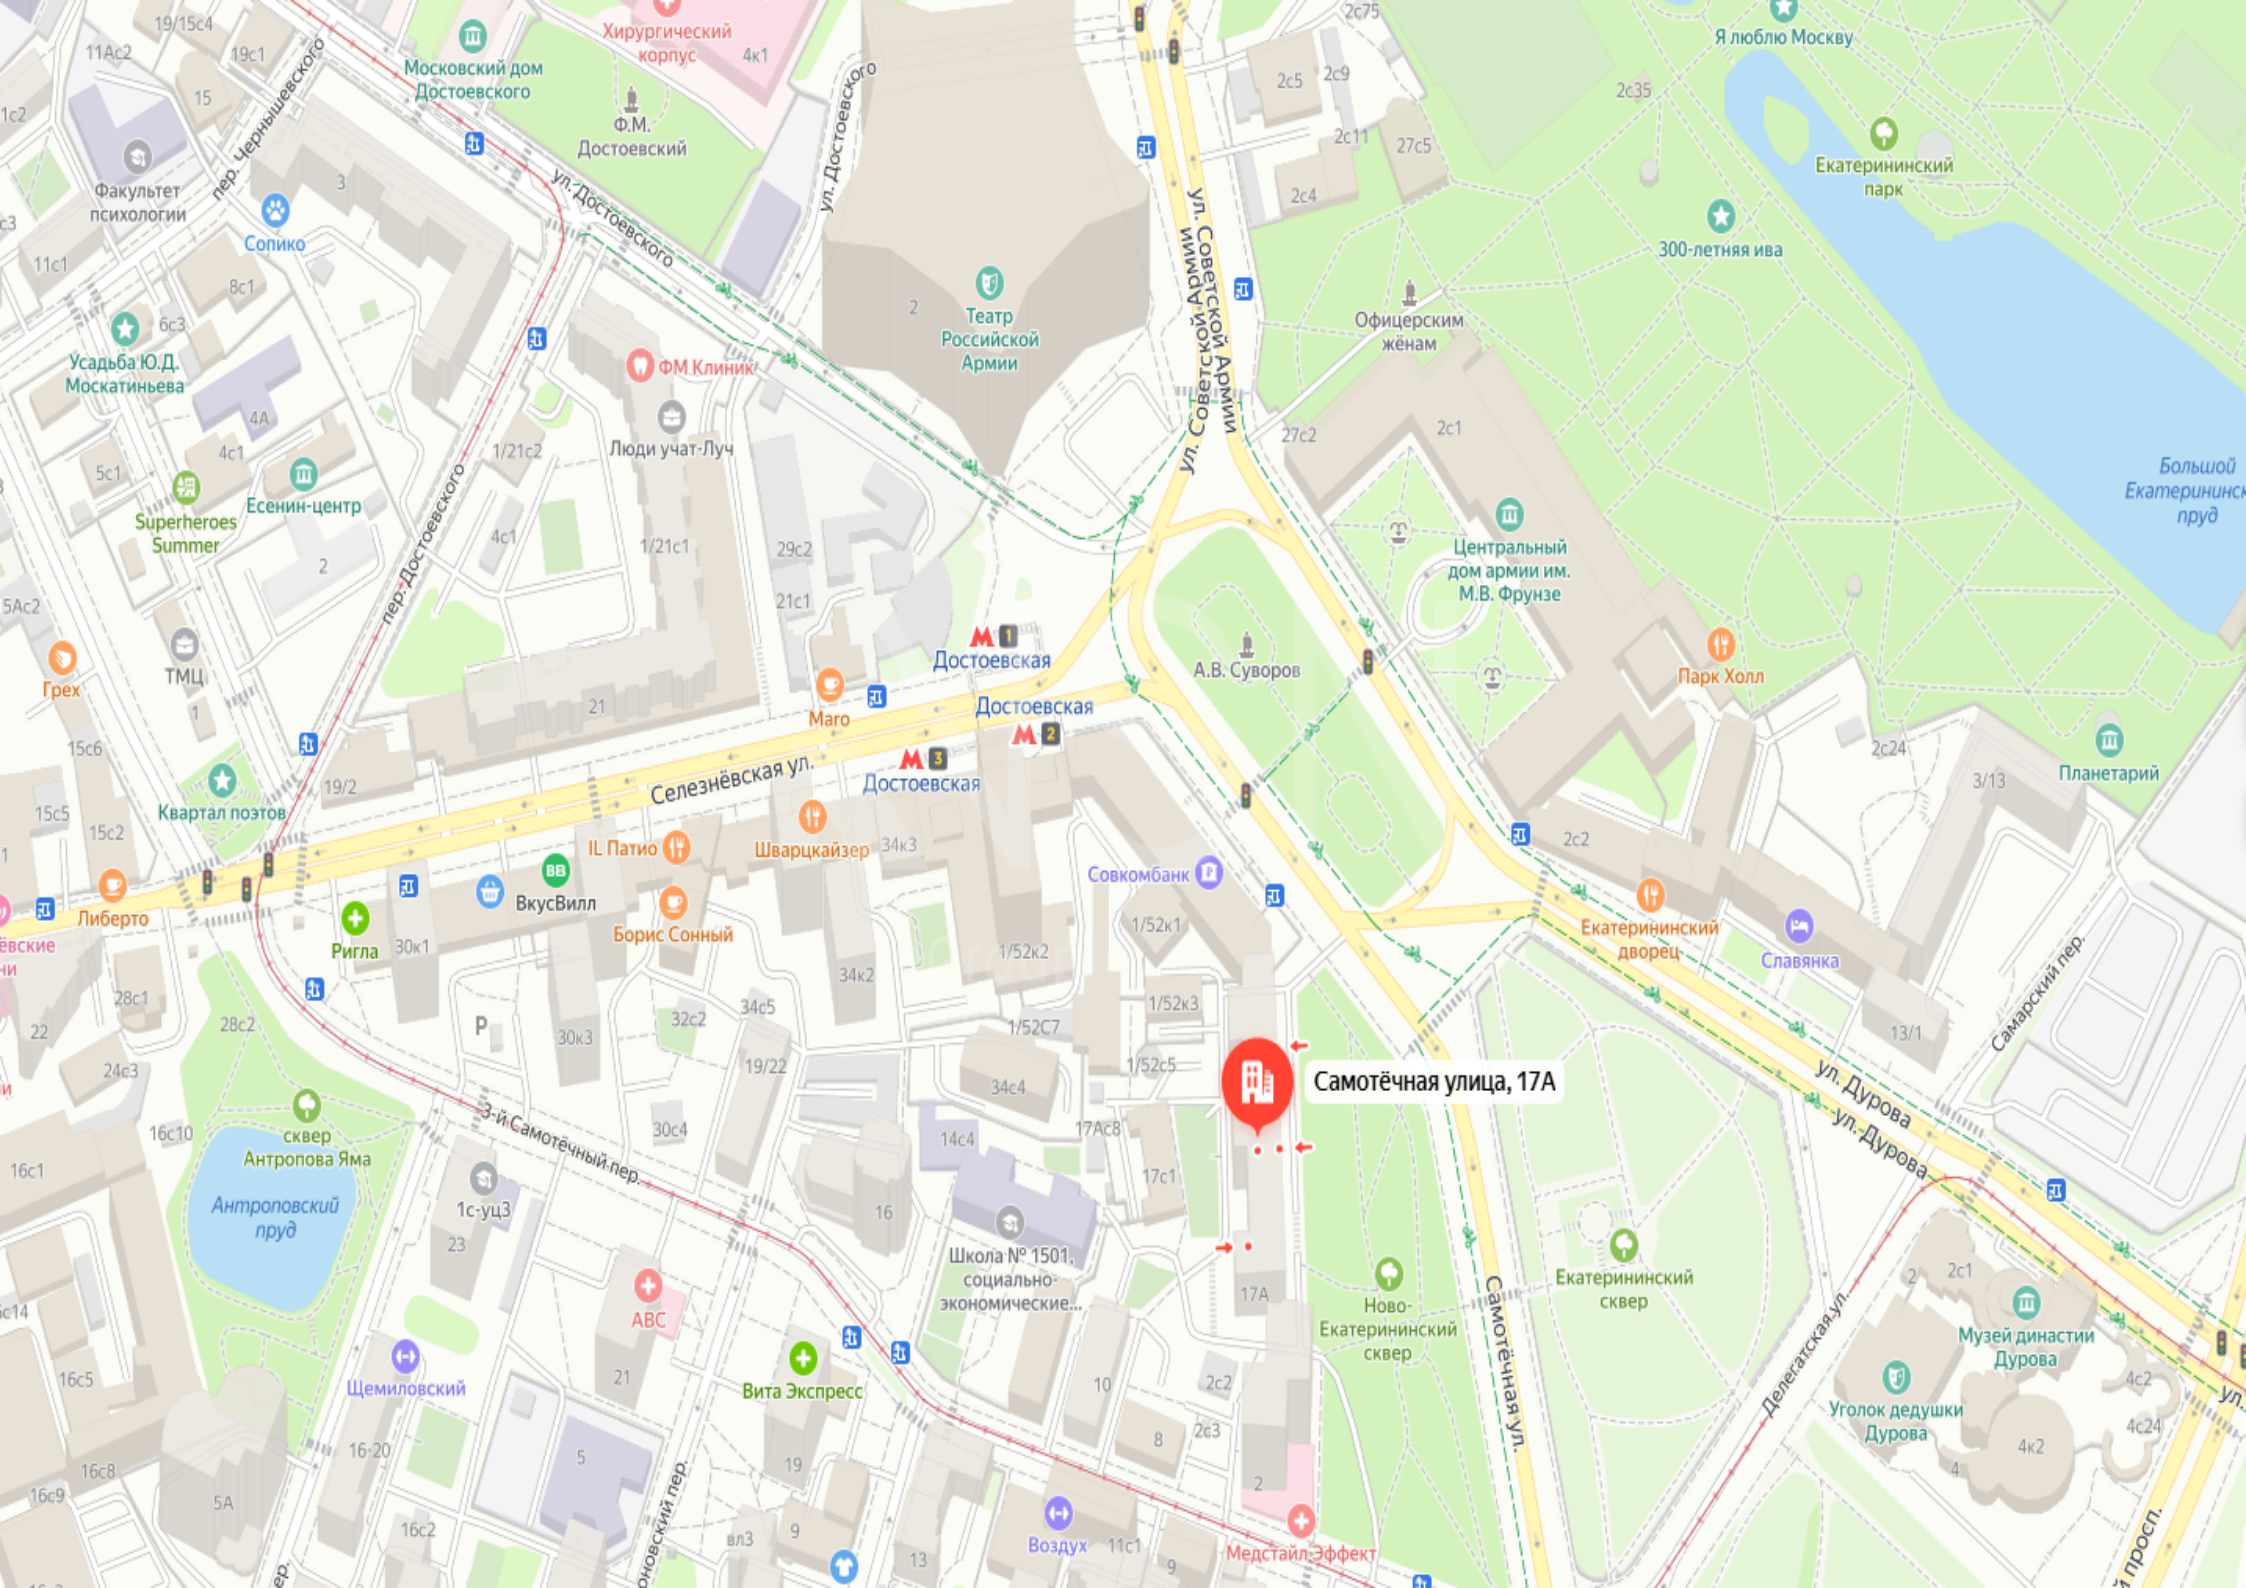 19/15с4
11Ас2
19с1
15
пер. Чернышевского
Московский дом
Достоевского
Хирургический
корпус
4к1
Ф.М.
Достоевский
ул. Достоевского
ул. Достоевского
2с75
2с5
2с9
2с11
27с5
2с4
2с35
Я люблю Москву
Екатерининский
парк
300-летняя ива
1с2
Факультет
психологии
3
Сопико
11с1
8с1
6с3
Усадьба Ю.Д.
Москатиньева
4А
4с1
5с1
Есенин-центр
Superheroes
Summer
2
5Ас2
ТМЦ
1
Грех
15с6
15с5
15с2
Квартал поэтов
Либерто
пер. Достоевского
ФМ Клиник
Люди учат-Луч
1/21с2
4с1
1/21с1
29с2
21с1
21
19/2
2
Театр
Российской
Армии
ул. Советской Армии
ул. Советской Армии
Офицерским
жёнам
27с2
2с1
Центральный
дом армии им.
М.В. Фрунзе
Большой
пруд
А.В. Суворов
Парк Холл
2с24
3/13
Планетарий
1
Достоевская
Достоевская
2
3
Достоевская
Maro
Селезнёвская ул.
IL Патио
Шварцкайзер
34к3
ВВ
ВкусВилл
Борис Сонный
Ригла
30к1
Совкомбанк
1/52к1
1/52к2
34к2
1/52к3
1/52С7
1/52с5
2с2
Екатерининский
дворец
Славянка
13/1
Самарский пер.
ул. Дурова
ул. Дурова
22
28с1
28с2
24с3
P
30к3
32с2
34с5
19/22
34с4
30с4
14с4
17Ас8
17с1
Самотёчная улица, 17А
17А
16с10
16с1
сквер
Антропова Яма
Антроповский
пруд
3-й Самотёчный пер.
1с-уц3
23
16
Школа № 1501,
социально-
экономические...
АВС
21
Вита Экспресс
Щемиловский
16с5
16с8
16с9
5А
16-20
16с2
5
19
вл3
9
13
10
8
2с2
2с3
2
Воздух
11с1
9
Медстайл Эффект
Ново-
Екатерининский
сквер
Самотёчная ул.
Екатерининский
сквер
Делегатская ул.
2
2с1
Музей династии
Дурова
Уголок дедушки
Дурова
4к2
4
4с2
4с24